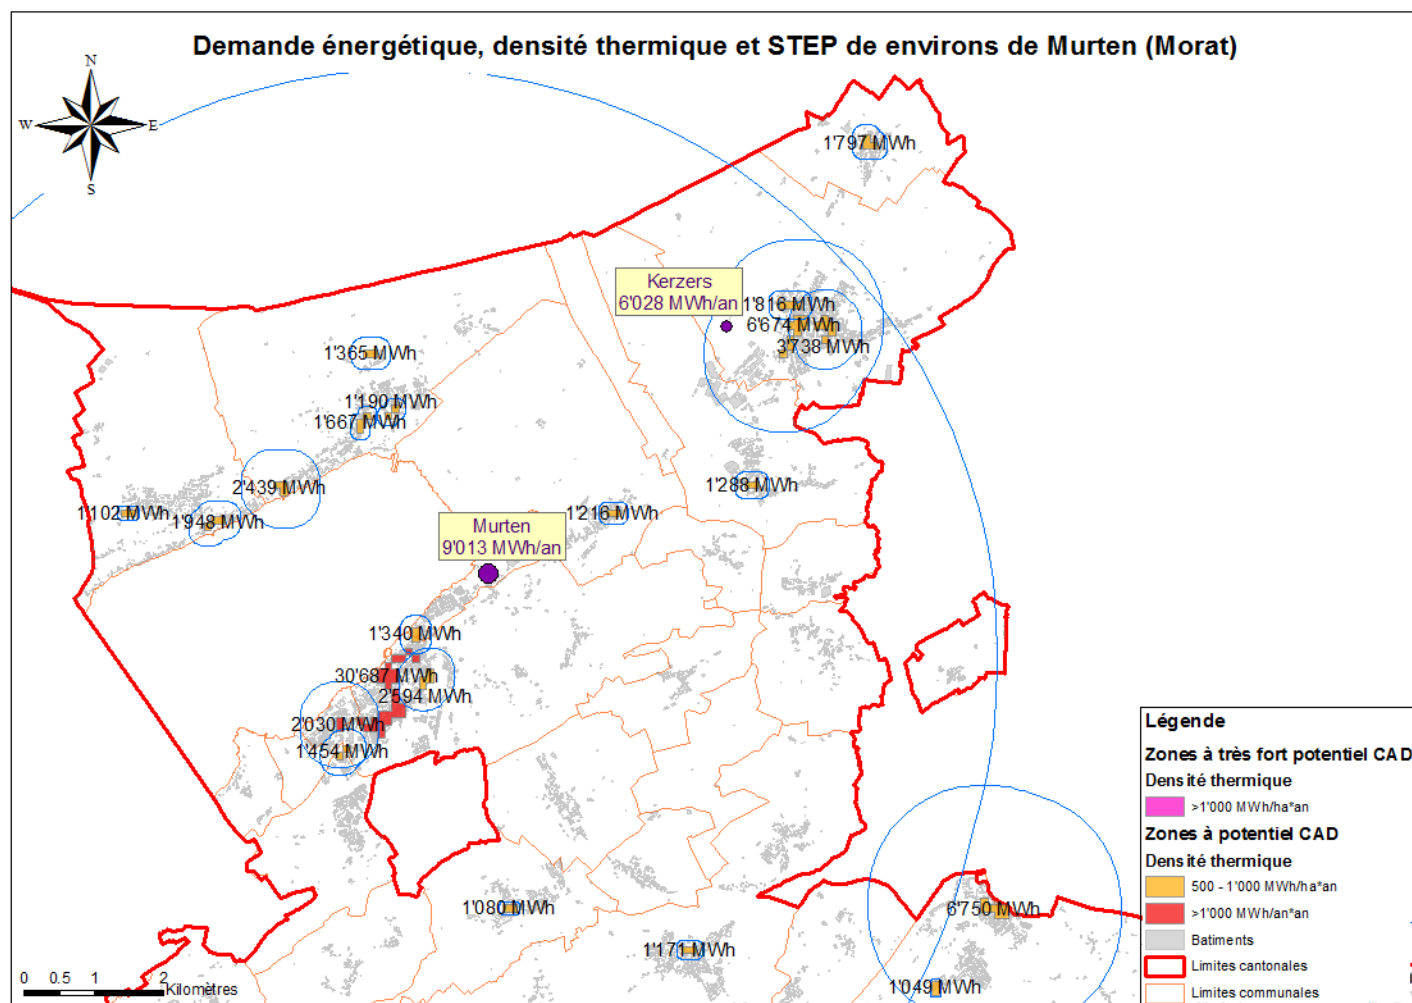 Demande énergétique, densité thermique et STEP de environs de Murten (Morat)
N
W
E
S
1'797 MWh
Kerzers
6'028 MWh/an
1'816 MWh
6'674 MWh
3'738 MWh
1'365 MWh
1'190 MWh
1'667 MWh
2'439 MWh
1'288 MWh
1'102 MWh
1'948 MWh
1'216 MWh
Murten
9'013 MWh/an
1'340 MWh
30'687 MWh
2'594 MWh
2'030 MWh
1'454 MWh
1'080 MWh
6'750 MWh
1'171 MWh
1'049 MWh
0 0.5 1 2
Kilomètres
Légende
Zones à très fort potentiel CAD
Densité thermique
>1'000 MWh/ha*an
Zones à potentiel CAD
Densité thermique
500 - 1'000 MWh/ha*an
>1'000 MWh/an*an
Batiments
Limites cantonales
Limites communales